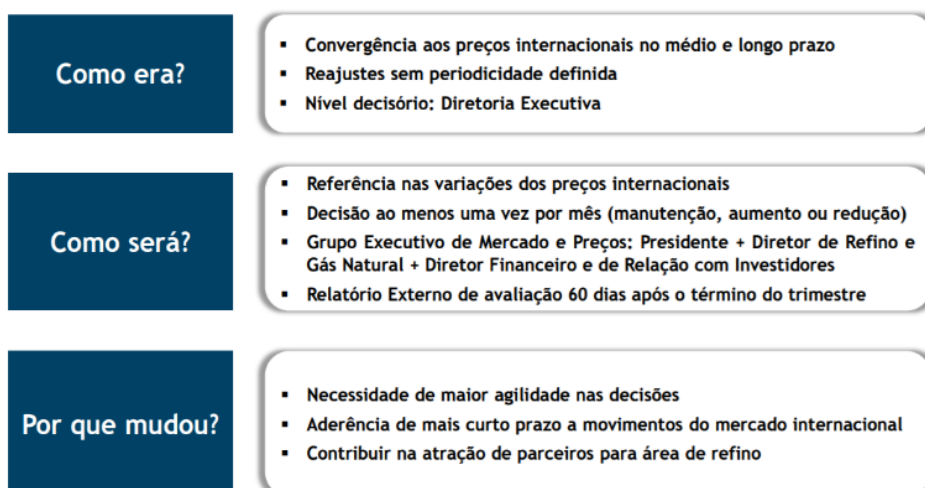 Como era?
▪ Convergência aos preços internacionais no médio e longo prazo
▪ Reajustes sem periodicidade definida
▪ Nível decisório: Diretoria Executiva
Como será?
▪ Referência nas variações dos preços internacionais
▪ Decisão ao menos uma vez por mês (manutenção, aumento ou redução)
▪ Grupo Executivo de Mercado e Preços: Presidente + Diretor de Refino e
Gás Natural + Diretor Financeiro e de Relação com Investidores
▪ Relatório Externo de avaliação 60 dias após o término do trimestre
Por que mudou?
▪ Necessidade de maior agilidade nas decisões
▪ Aderência de mais curto prazo a movimentos do mercado internacional
▪ Contribuir na atração de parceiros para área de refino